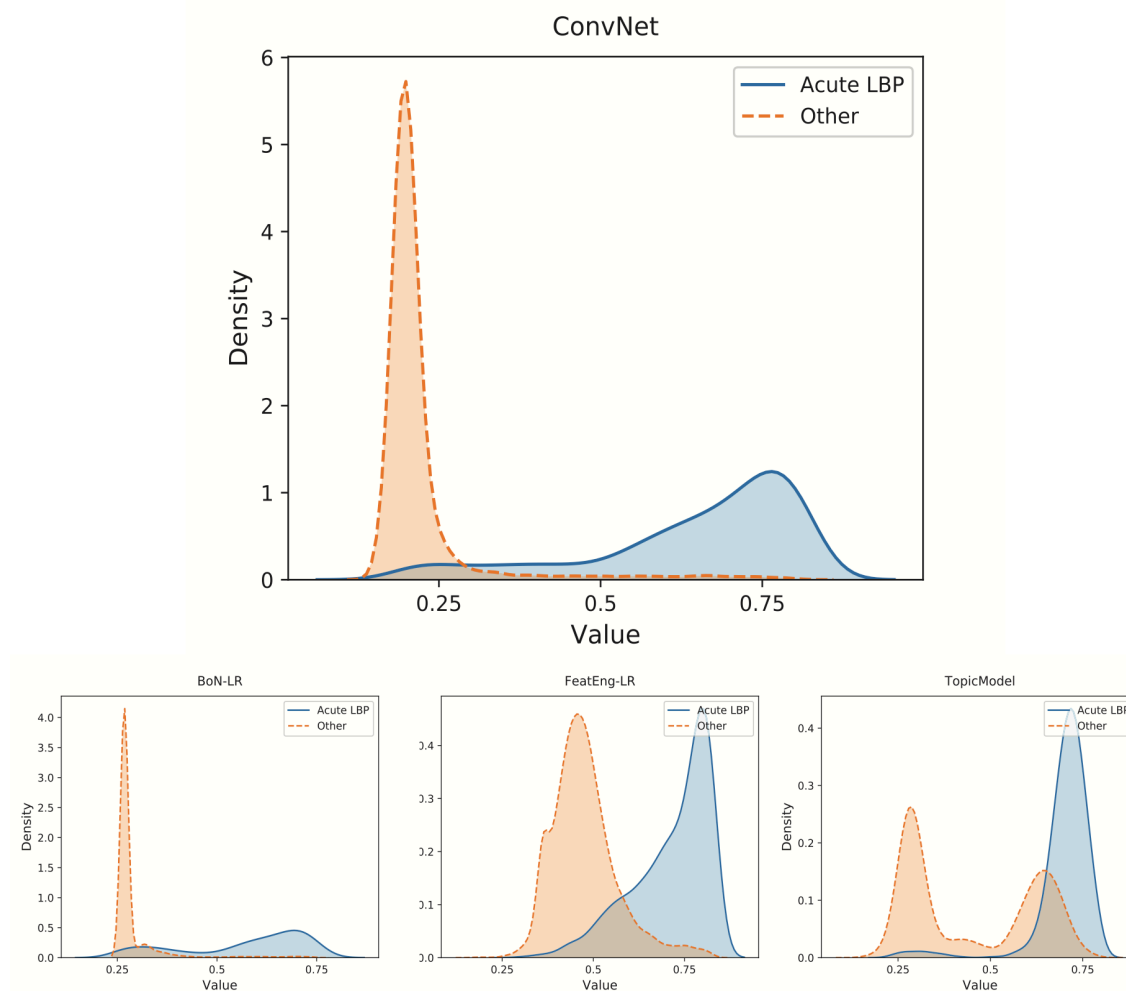 ConvNet
6
5
4
3
2
1
0
Density
Acute LBP
Other
0.25 0.5 0.75
Value
BoN-LR
4.0
3.5
3.0
2.5
2.0
1.5
1.0
0.5
0.0
Density
Acute LBP
Other
0.25 0.5 0.75
Value
FeatEng-LR
0.4
0.3
0.2
0.1
0.0
Density
Acute LBP
Other
0.25 0.5 0.75
Value
TopicModel
0.4
0.3
0.2
0.1
0.0
Density
Acute LBP
Other
0.25 0.5 0.75
Value